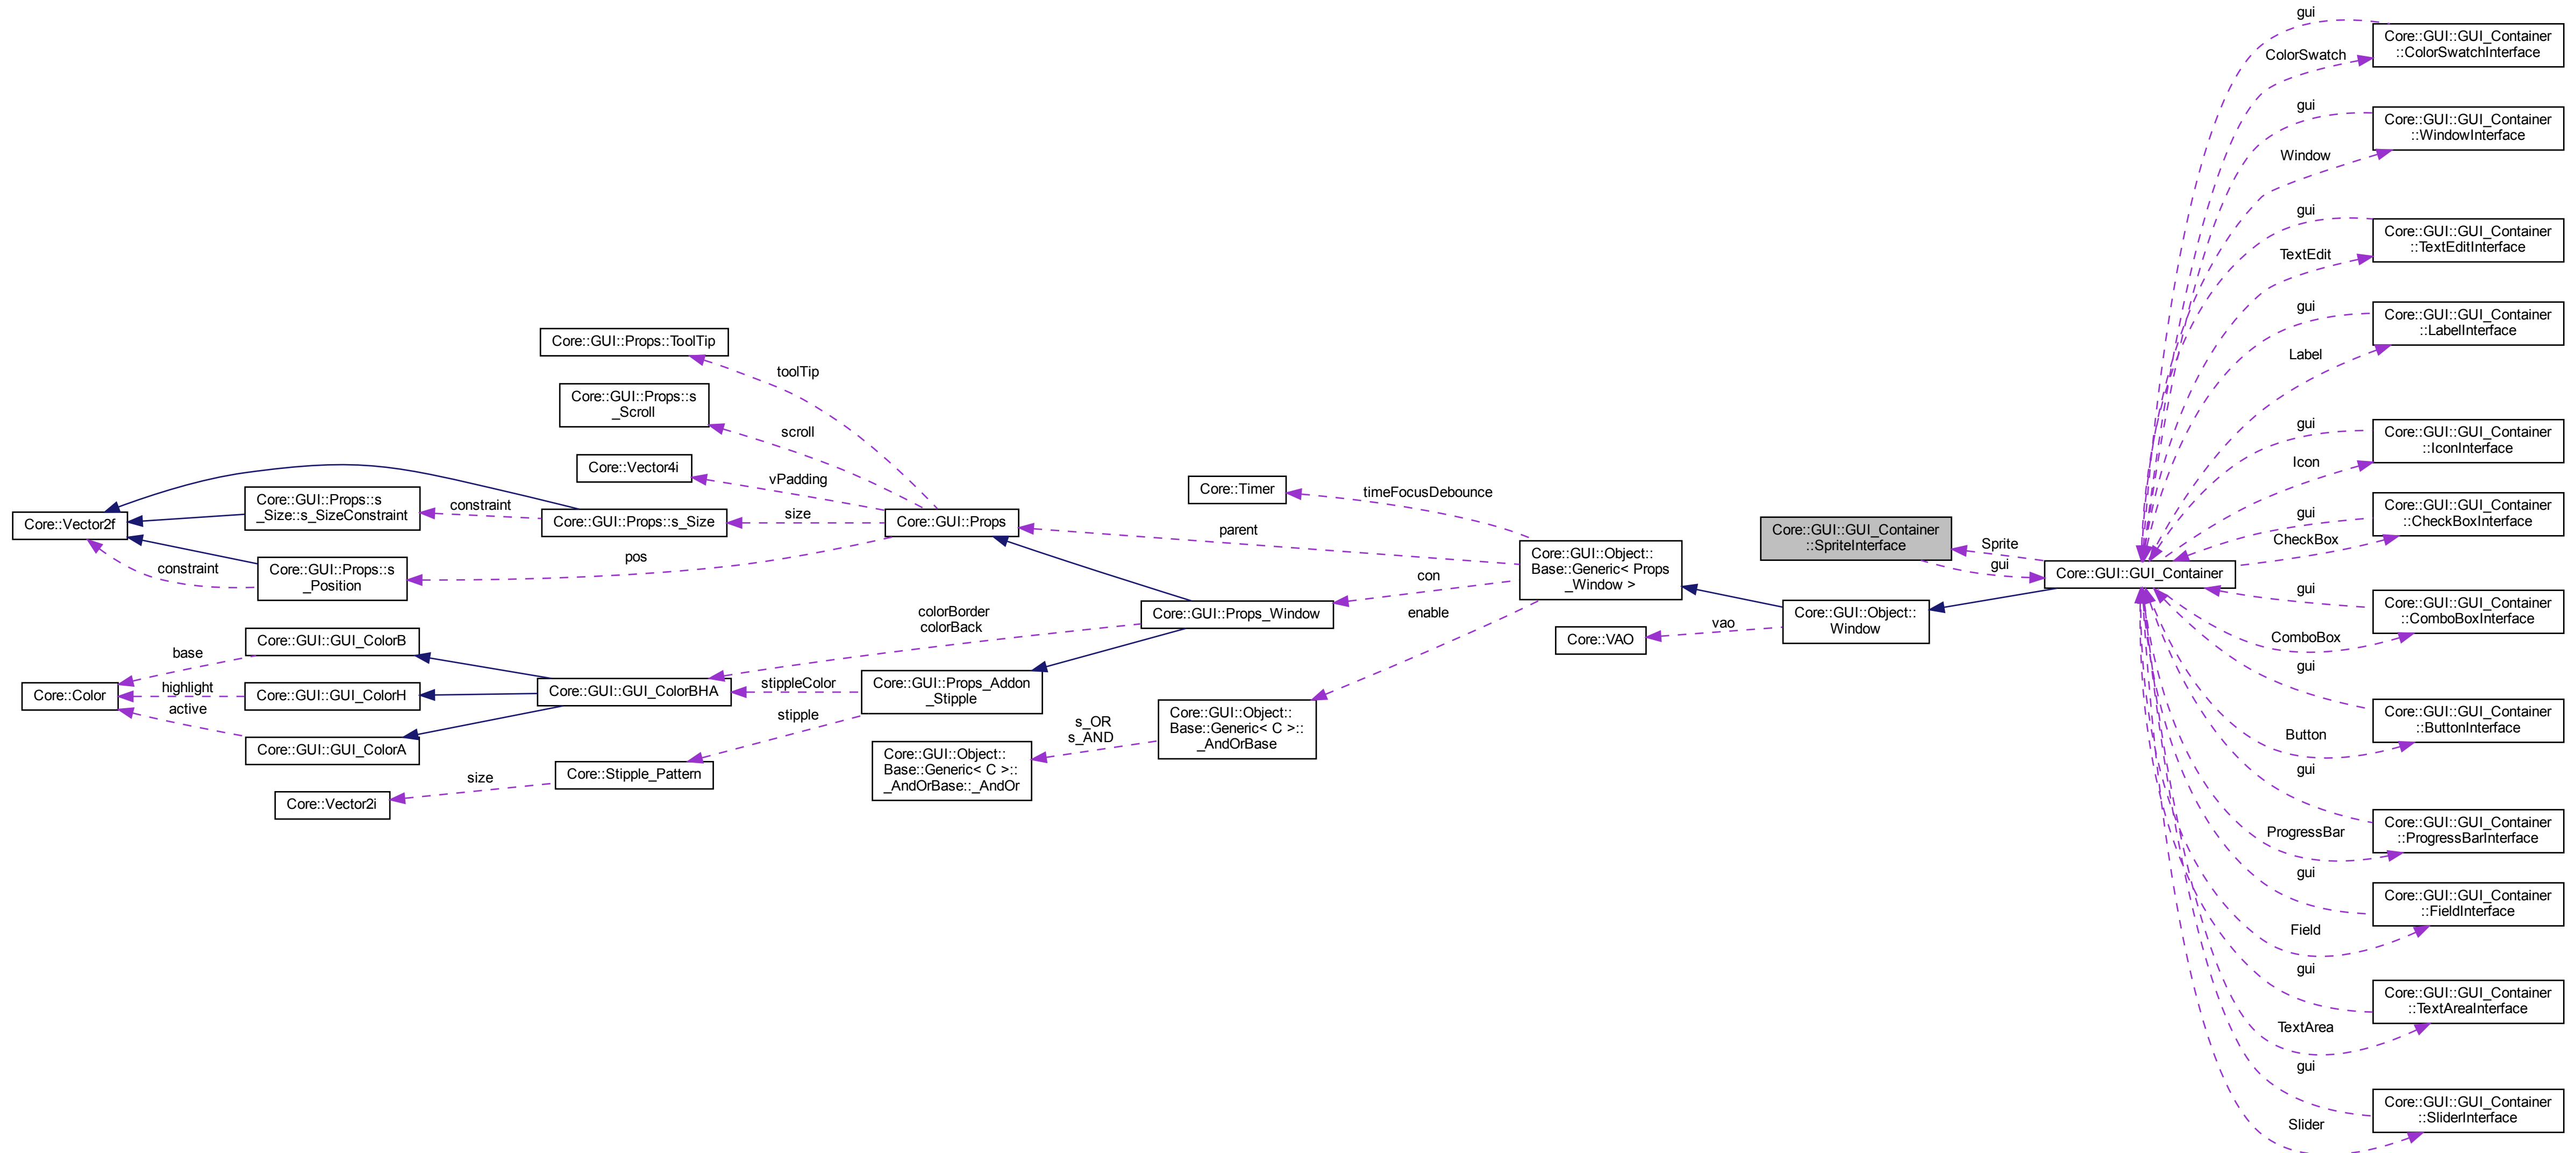 Core::Vector2f
Core::Color
Core::GUI::Props::s
_Size::s_SizeConstraint
Core::GUI::Props::s
_Position
constraint
base
highlight
active
Core::GUI::GUI_ColorB
Core::GUI::GUI_ColorH
Core::GUI::GUI_ColorA
Core::Vector2i
size
constraint
Core::GUI::Props::ToolTip
Core::GUI::Props::s
_Scroll
Core::Vector4i
Core::GUI::Props::s_Size
Core::GUI::GUI_ColorBHA
Core::Stipple_Pattern
toolTip
scroll
vPadding
size
pos
stippleColor
stipple
Core::GUI::Props
colorBorder
colorBack
Core::GUI::Props_Addon
_Stipple
Core::GUI::Object::
Base::Generic< C >::
_AndOrBase::_AndOr
s_OR
s_AND
Core::Timer
Core::GUI::Props_Window
Core::GUI::Object::
Base::Generic< C >::
_AndOrBase
timeFocusDebounce
parent
con
enable
Core::GUI::Object::
Base::Generic< Props
_Window >
Core::VAO
vao
Core::GUI::GUI_Container
::SpriteInterface
Core::GUI::Object::
Window
Sprite
gui
Core::GUI::GUI_Container
gui
ColorSwatch
Core::GUI::GUI_Container
::ColorSwatchInterface
gui
Window
Core::GUI::GUI_Container
::WindowInterface
gui
TextEdit
Core::GUI::GUI_Container
::TextEditInterface
gui
Label
Core::GUI::GUI_Container
::LabelInterface
gui
Icon
Core::GUI::GUI_Container
::IconInterface
gui
CheckBox
Core::GUI::GUI_Container
::CheckBoxInterface
gui
ComboBox
Core::GUI::GUI_Container
::ComboBoxInterface
gui
Button
Core::GUI::GUI_Container
::ButtonInterface
gui
ProgressBar
Core::GUI::GUI_Container
::ProgressBarInterface
gui
Field
Core::GUI::GUI_Container
::FieldInterface
gui
TextArea
Core::GUI::GUI_Container
::TextAreaInterface
gui
Slider
Core::GUI::GUI_Container
::SliderInterface